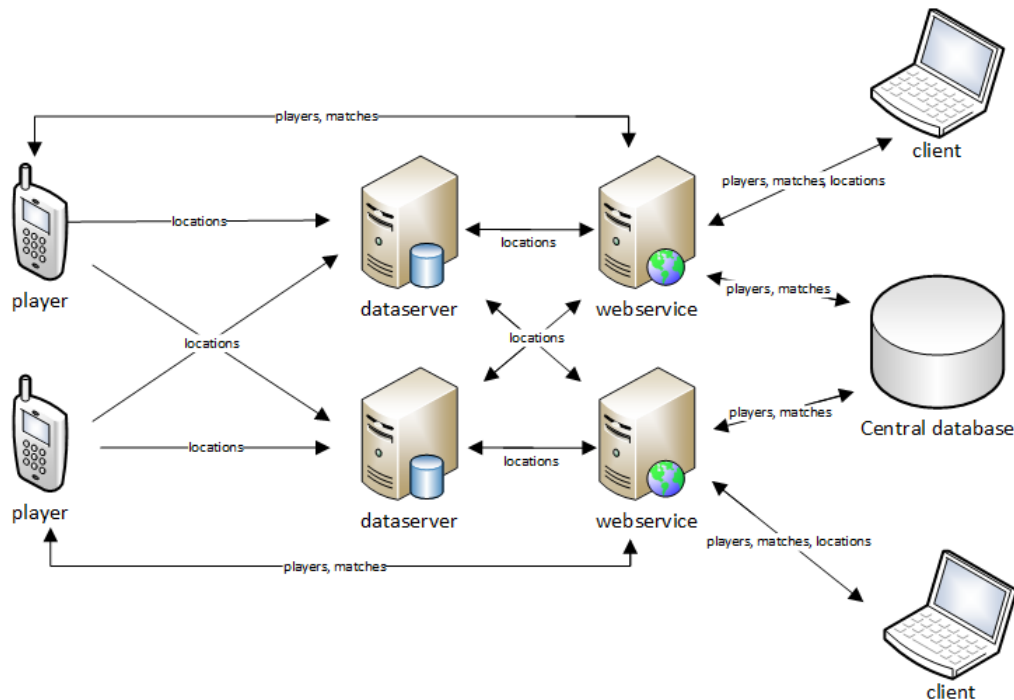 client
players, matches
players, matches, locations
locations
locations
player
dataserver
webservice
players, matches
locations
locations
players, matches
Central database
locations
locations
player
dataserver
webservice
players, matches, locations
players, matches
client